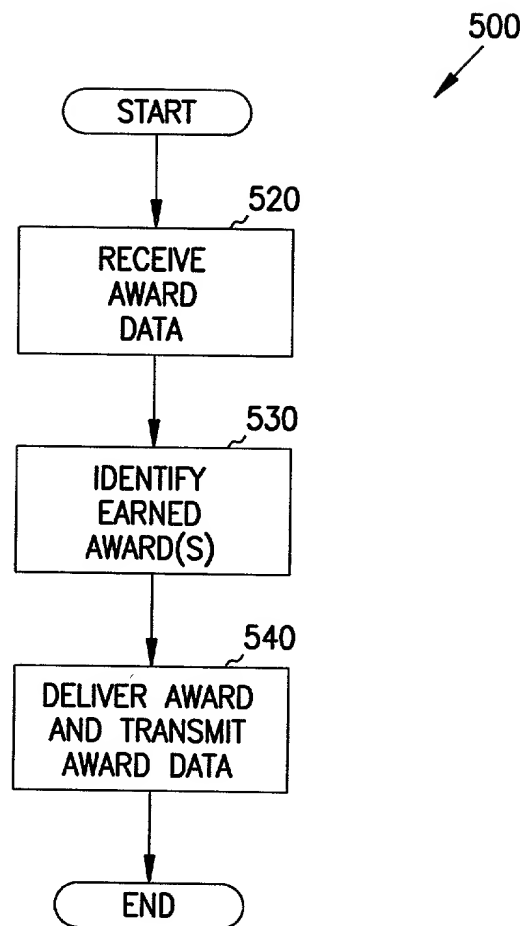 500
START
520
RECEIVE
AWARD
DATA
530
IDENTIFY
EARNED
AWARD(S)
540
DELIVER AWARD
AND TRANSMIT
AWARD DATA
END